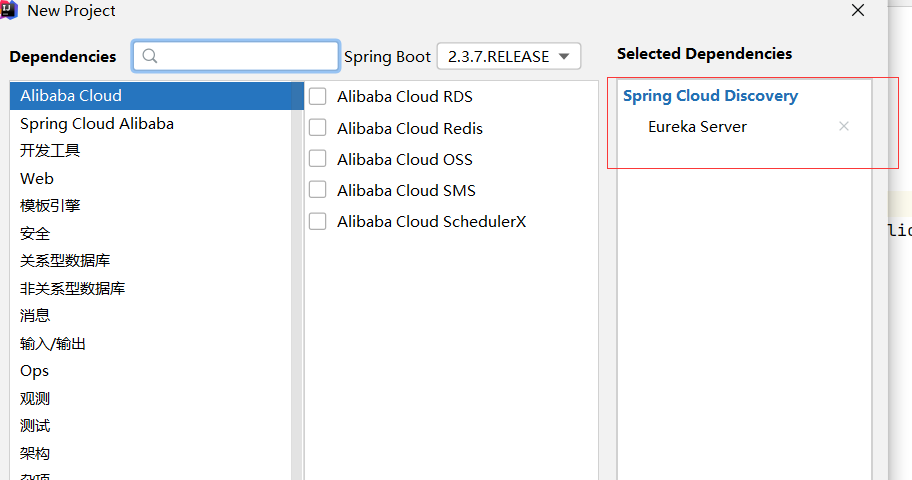 New Project
Dependencies
Spring Boot 2.3.7.RELEASE
Selected Dependencies
Alibaba Cloud
Spring Cloud Alibaba
开发工具
Web
模板引擎
安全
关系型数据库
非关系型数据库
消息
输入/输出
Ops
观测
测试
架构
杂项
Alibaba Cloud RDS
Alibaba Cloud Redis
Alibaba Cloud OSS
Alibaba Cloud SMS
Alibaba Cloud SchedulerX
Spring Cloud Discovery
Eureka Server